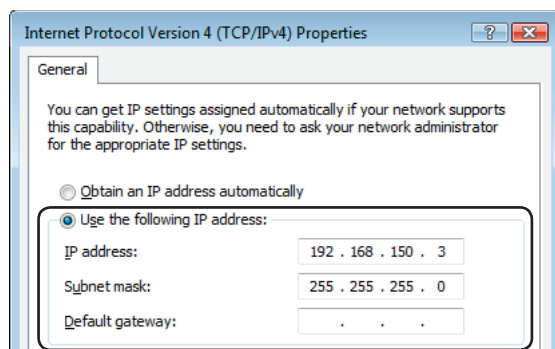 Internet Protocol Version 4 (TCP/IPv4) Properties
General
You can get IP settings assigned automatically if your network supports
this capability. Otherwise, you need to ask your network administrator
for the appropriate IP settings.
Obtain an IP address automatically
Use the following IP address:
IP address: 192 . 168 . 150 . 3
Subnet mask: 255 . 255 . 255 . 0
Default gateway: . . .